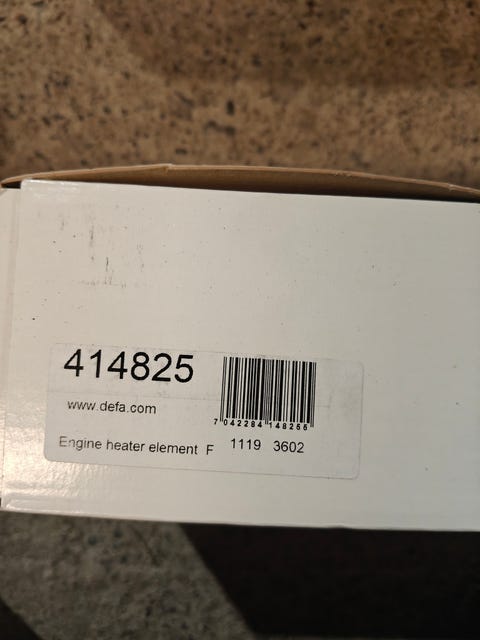 414825
www.defa.com
7 042284 148255
Engine heater element F 1119 3602